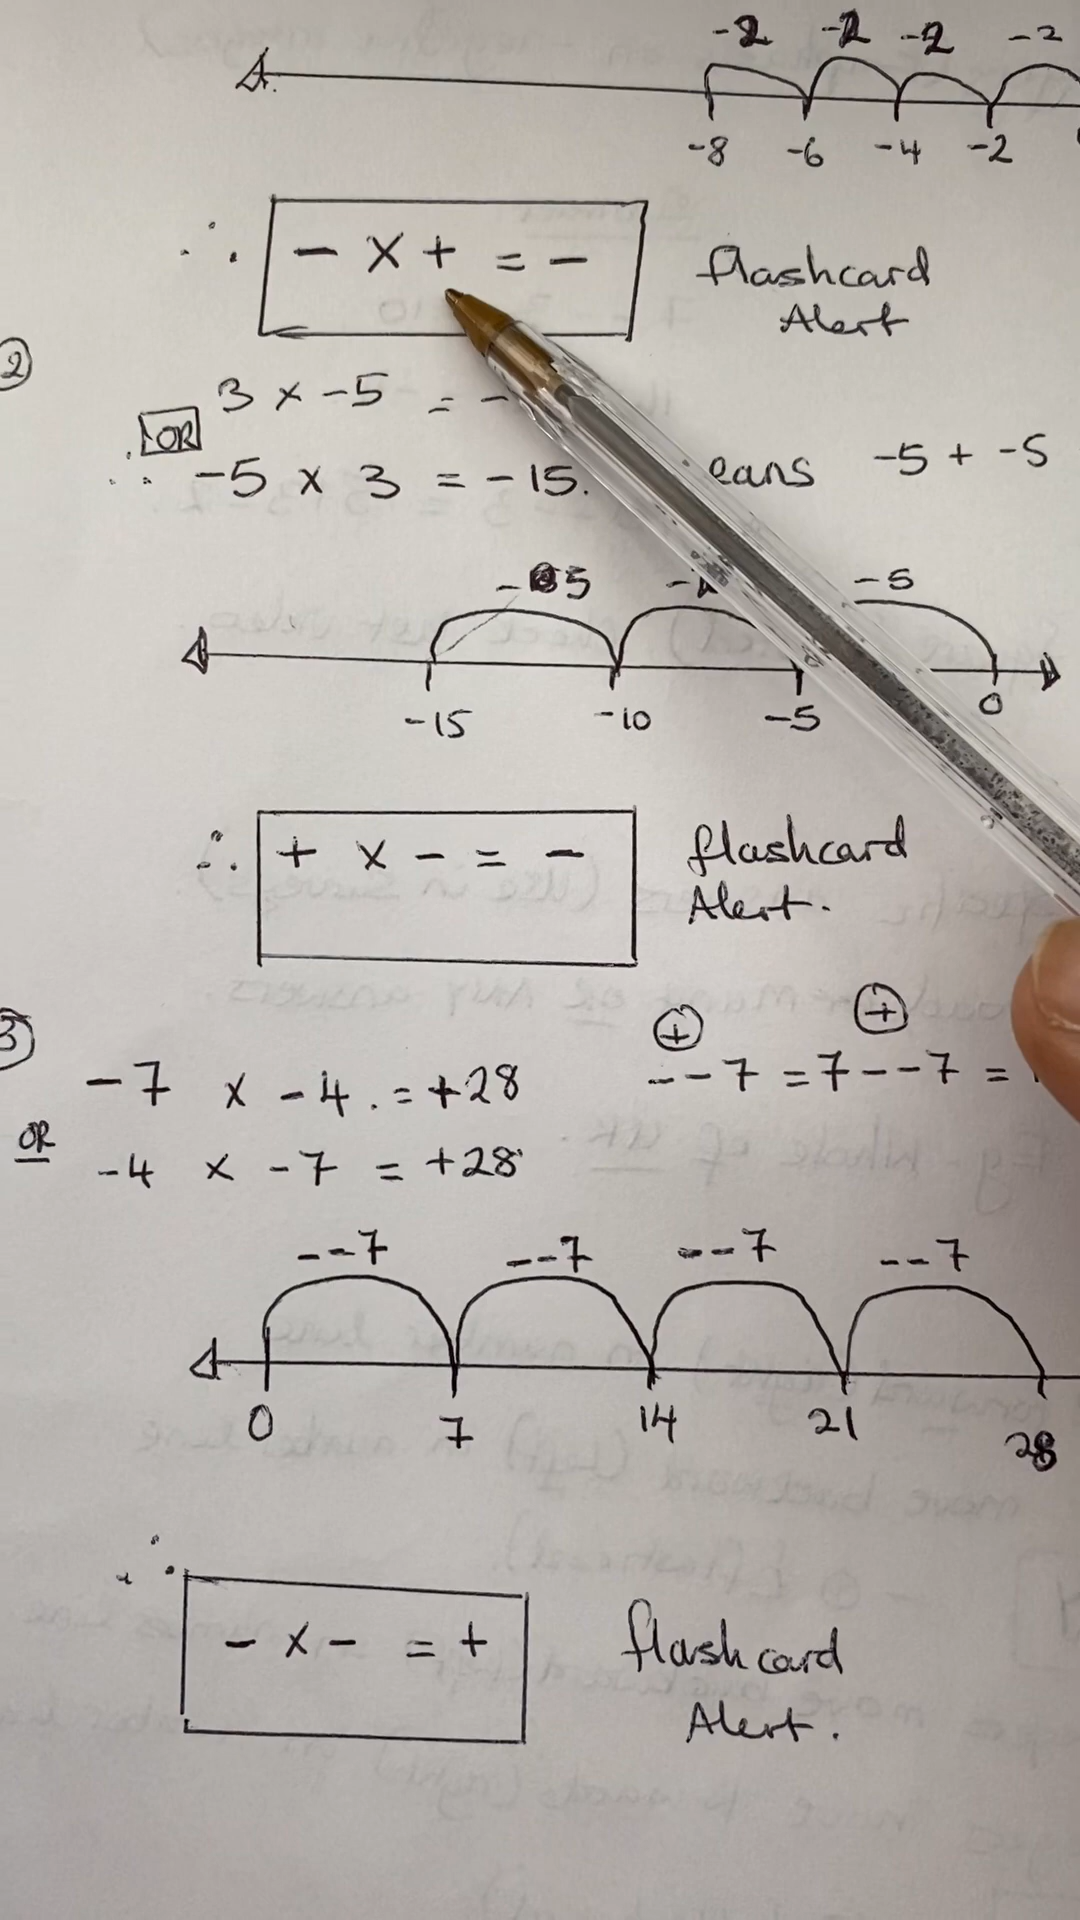 -2 -2 -2 -2
-8 -6 -4 -2
∴ - × + = - flashcard
Alert
② 3 × -5 = -
OR
∴ -5 × 3 = -15. -5 + -5
-5 -5
-15 -10 -5 0
∴ + × - = - flashcard
Alert.
+ +
③ -7 × -4 . = +28 --7 = 7--7 =
OR -4 × -7 = +28
--7 --7 --7 --7
0 7 14 21 28
∴ - × - = + flashcard
Alert.